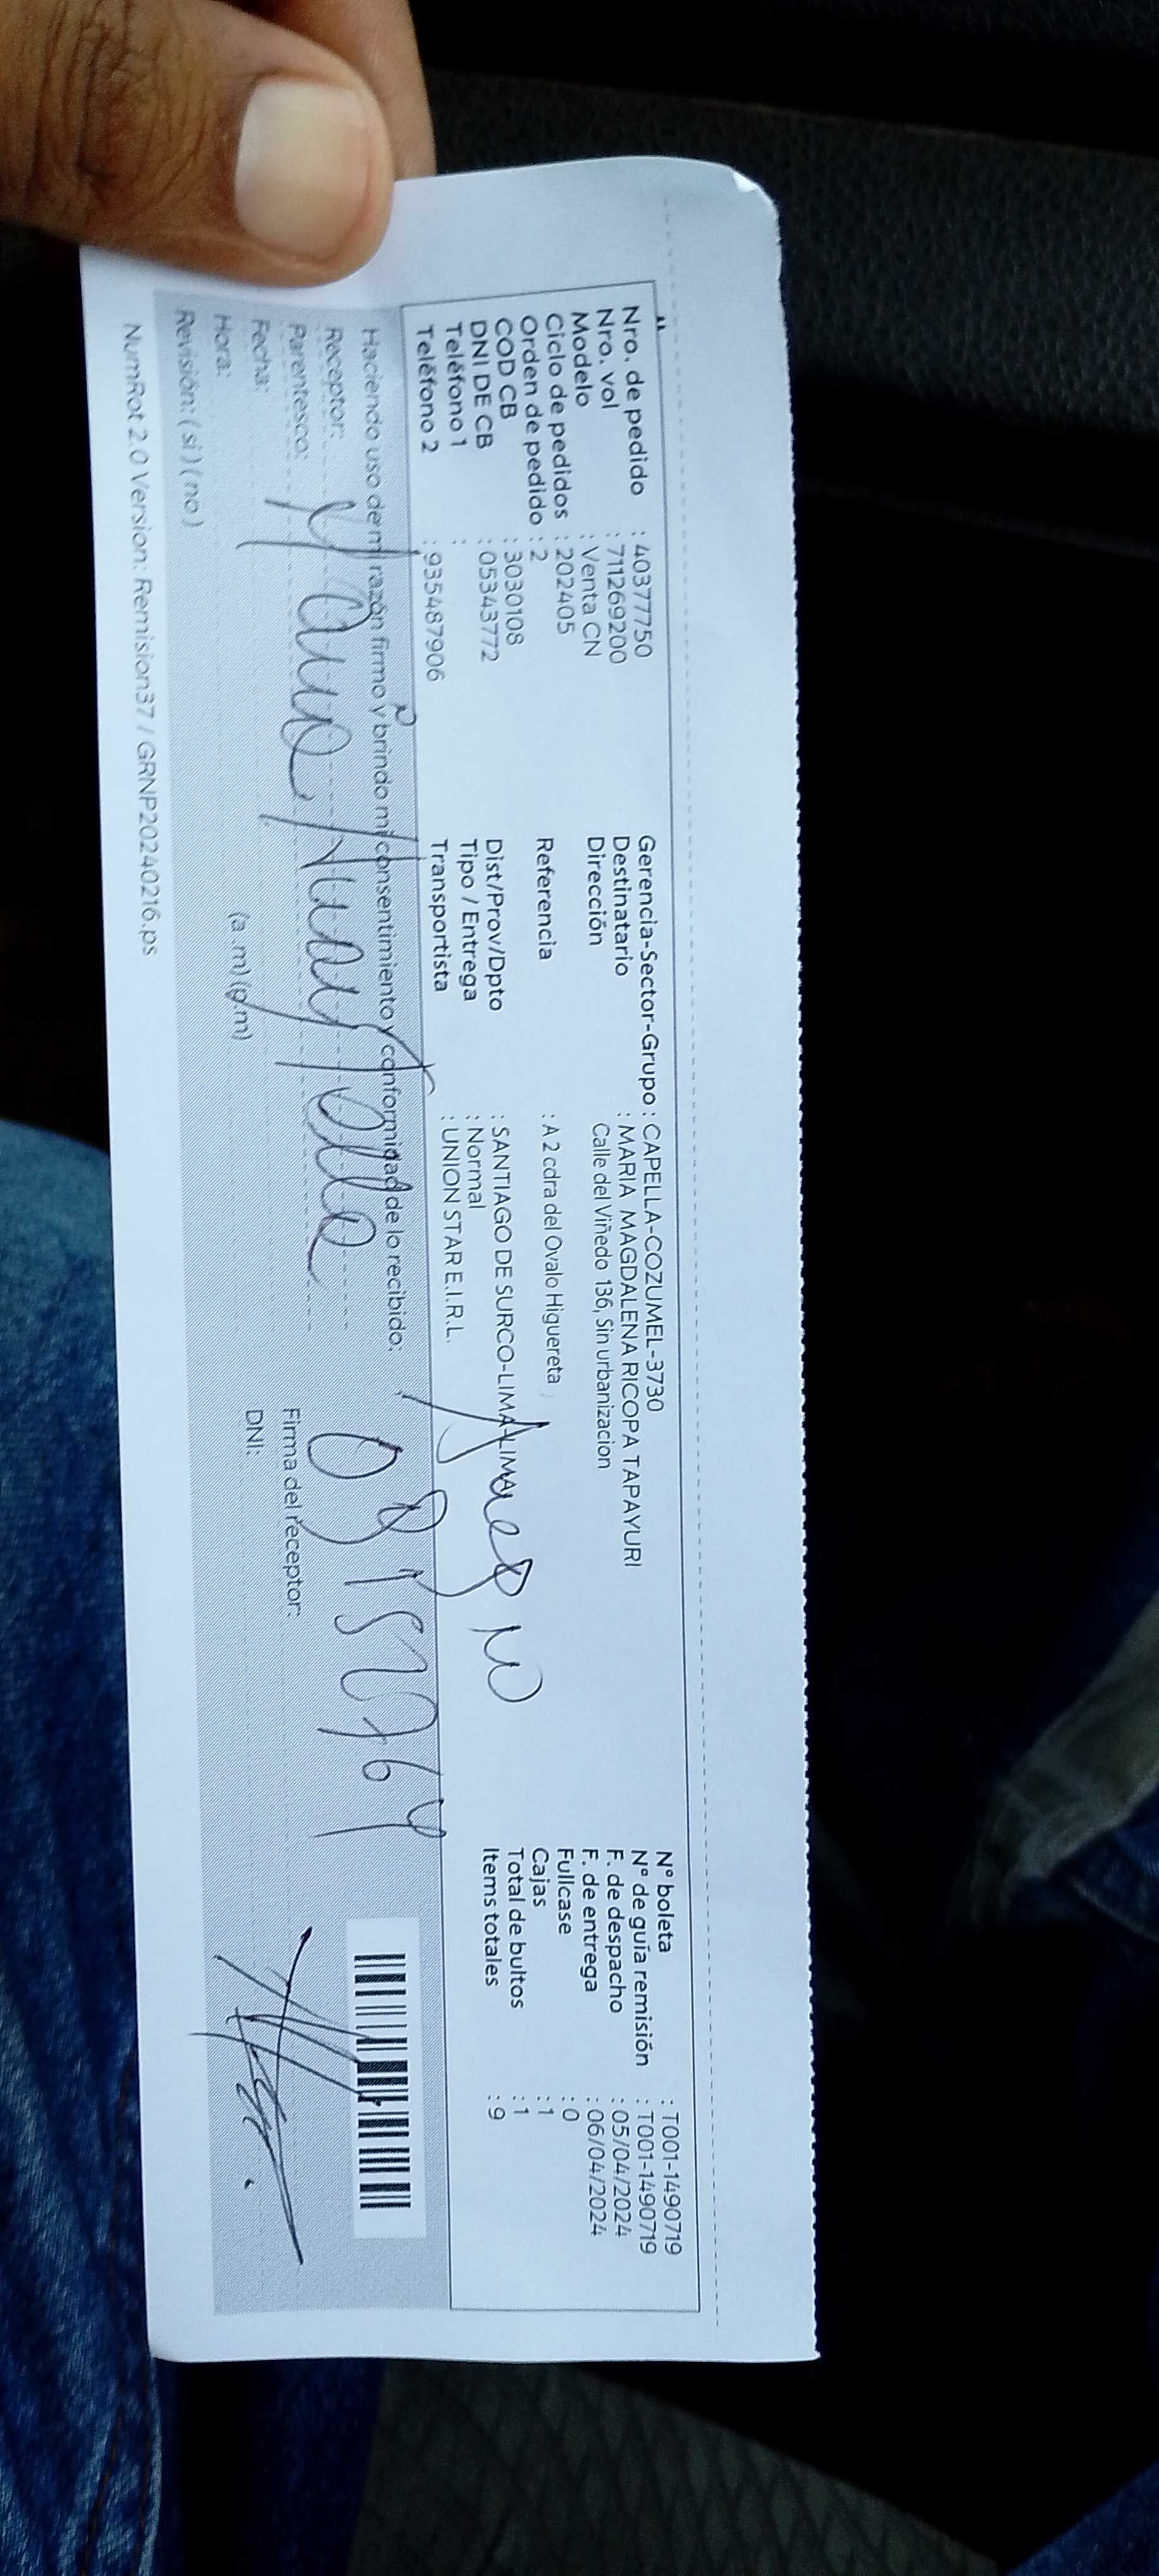 Nro. de pedido : 40377750
Nro. vol : 711269200
Modelo : Venta CN
Ciclo de pedidos : 202405
Orden de pedido : 2
COD CB : 3030108
DNI DE CB : 05343772
Teléfono 1 :
Teléfono 2 : 935487906
Gerencia-Sector-Grupo : CAPELLA-COZUMEL-3730
Destinatario : MARIA MAGDALENA RICOPA TAPAYURI
Dirección Calle del Viñedo 136, Sin urbanizacion
Referencia : A 2 cdra del Ovalo Higuereta
Dist/Prov/Dpto : SANTIAGO DE SURCO-LIMA-LIMA
Tipo / Entrega : Normal
Transportista : UNION STAR E.I.R.L.
N° boleta : T001-1490719
N° de guía remisión : T001-1490719
F. de despacho : 05/04/2024
F. de entrega : 06/04/2024
Fullcase : 0
Cajas : 1
Total de bultos : 1
Items totales : 9
Haciendo uso de mi razón firmo y brindo mi consentimiento y conformidad de lo recibido:
Receptor:
Parentesco:
Fecha:
Hora: (a.m) (p.m)
Revisión: ( si ) ( no )
Firma del receptor:
DNI:
NumRot 2.0 Version: Remision37 / GRNP20240216.ps